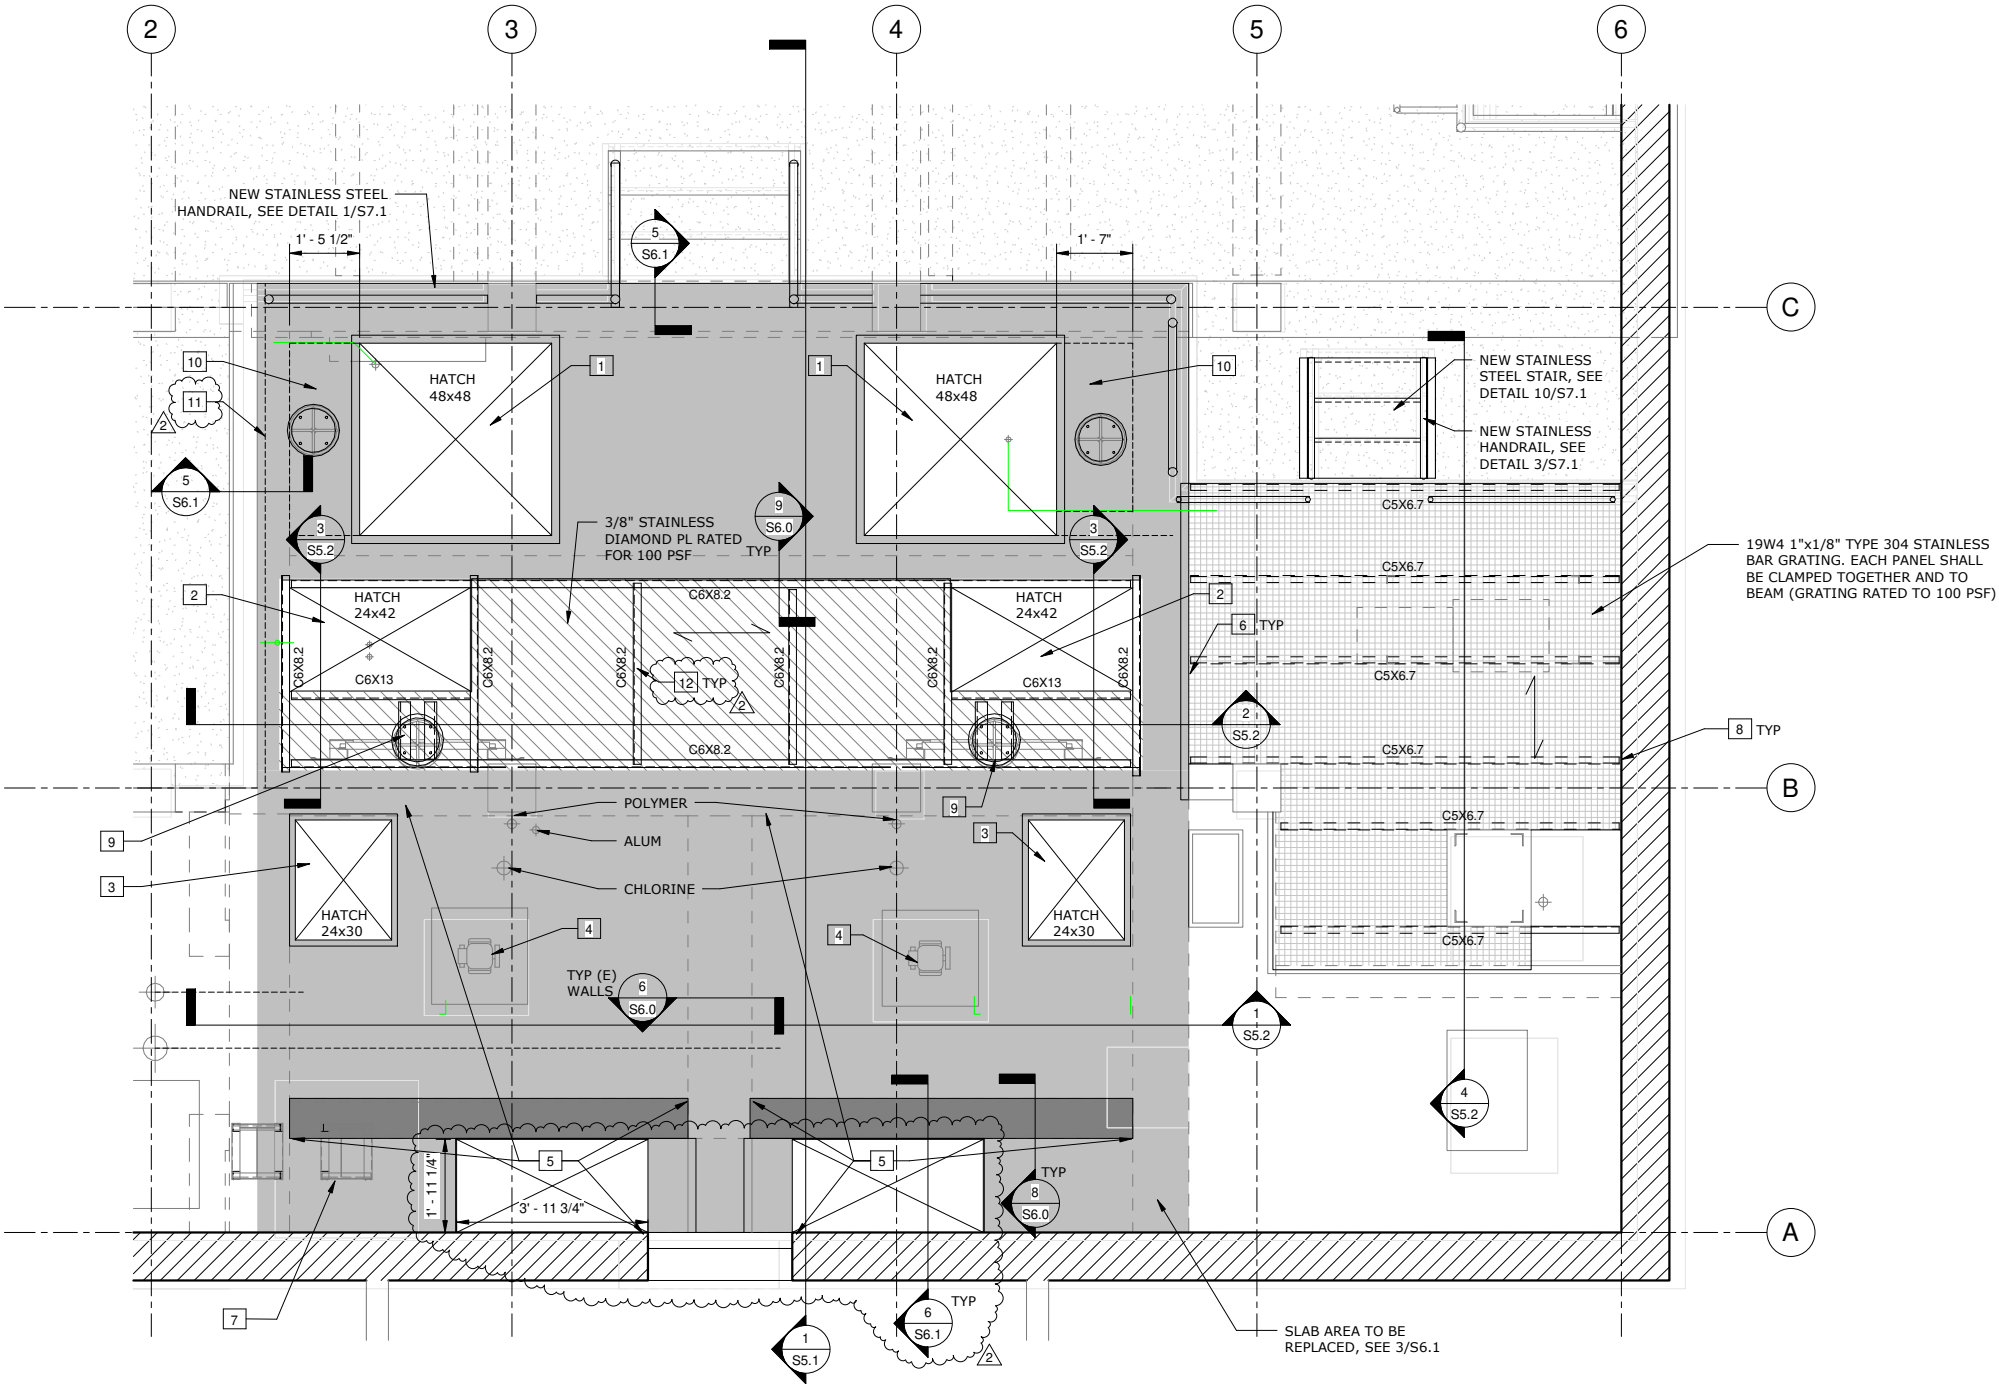 2
3
4
5
6
NEW STAINLESS STEEL
HANDRAIL, SEE DETAIL 1/S7.1
1' - 5 1/2"
5
S6.1
1' - 7"
C
10
11
2
HATCH
48x48
1
1
HATCH
48x48
10
NEW STAINLESS
STEEL STAIR, SEE
DETAIL 10/S7.1
NEW STAINLESS
HANDRAIL, SEE
DETAIL 3/S7.1
5
S6.1
3
S5.2
3/8" STAINLESS
DIAMOND PL RATED
FOR 100 PSF
9
S6.0
TYP
3
S5.2
C5X6.7
C5X6.7
19W4 1"x1/8" TYPE 304 STAINLESS
BAR GRATING. EACH PANEL SHALL
BE CLAMPED TOGETHER AND TO
BEAM (GRATING RATED TO 100 PSF)
2
HATCH
24x42
C6X8.2
HATCH
24x42
2
6 TYP
C6X8.2
C6X13
C6X8.2
C6X8.2
12 TYP
2
C6X8.2
C6X8.2
C6X13
C6X8.2
C5X6.7
2
S5.2
8 TYP
C6X8.2
C5X6.7
B
9
POLYMER
ALUM
9
C5X6.7
3
3
CHLORINE
HATCH
24x30
HATCH
24x30
4
4
C5X6.7
TYP (E)
WALLS
6
S6.0
1
S5.2
4
S5.2
5
5
1' - 11 1/4"
3' - 11 3/4"
TYP
8
S6.0
A
7
6
S6.1
TYP
2
1
S5.1
SLAB AREA TO BE
REPLACED, SEE 3/S6.1